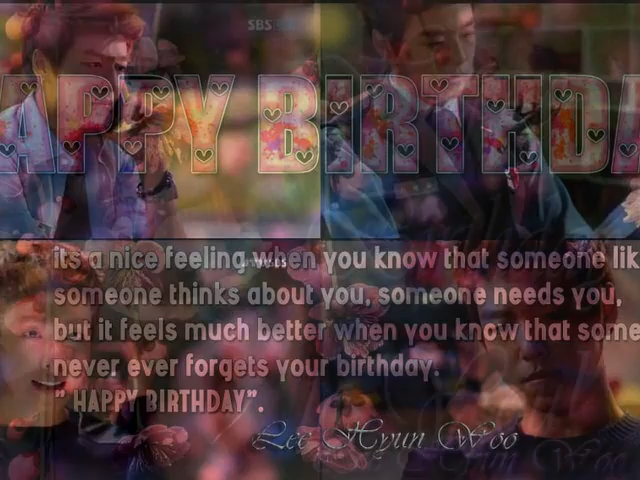 SBS
APPY BIRTHDA
its a nice feeling when you know that someone lik
someone thinks about you, someone needs you,
but it feels much better when you know that some
never ever forgets your birthday.
" HAPPY BIRTHDAY".
Lee Hyun Woo